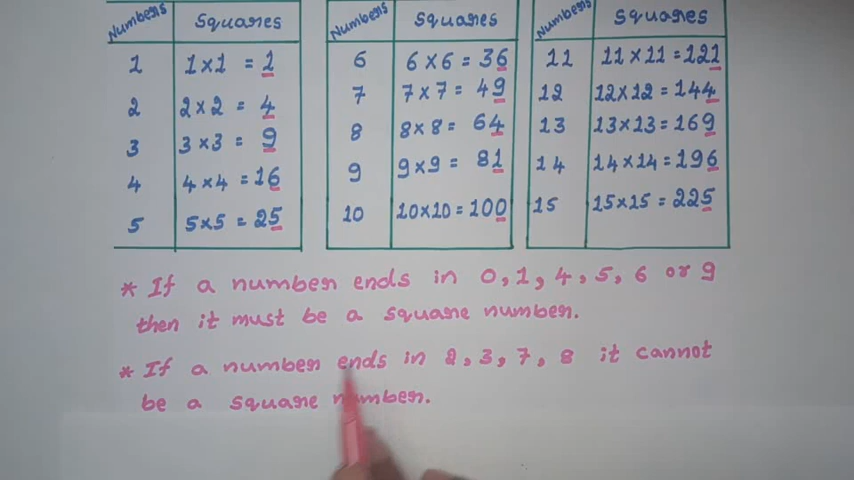 Numbers Squares
1 1×1 = 1
2 2×2 = 4
3 3×3 = 9
4 4×4 = 16
5 5×5 = 25
Numbers Squares
6 6×6 = 36
7 7×7 = 49
8 8×8 = 64
9 9×9 = 81
10 10×10 = 100
Numbers Squares
11 11×11 = 121
12 12×12 = 144
13 13×13 = 169
14 14×14 = 196
15 15×15 = 225
* If a number ends in 0, 1, 4, 5, 6 or 9
then it must be a square number.
* If a number ends in 2, 3, 7, 8 it cannot
be a square number.